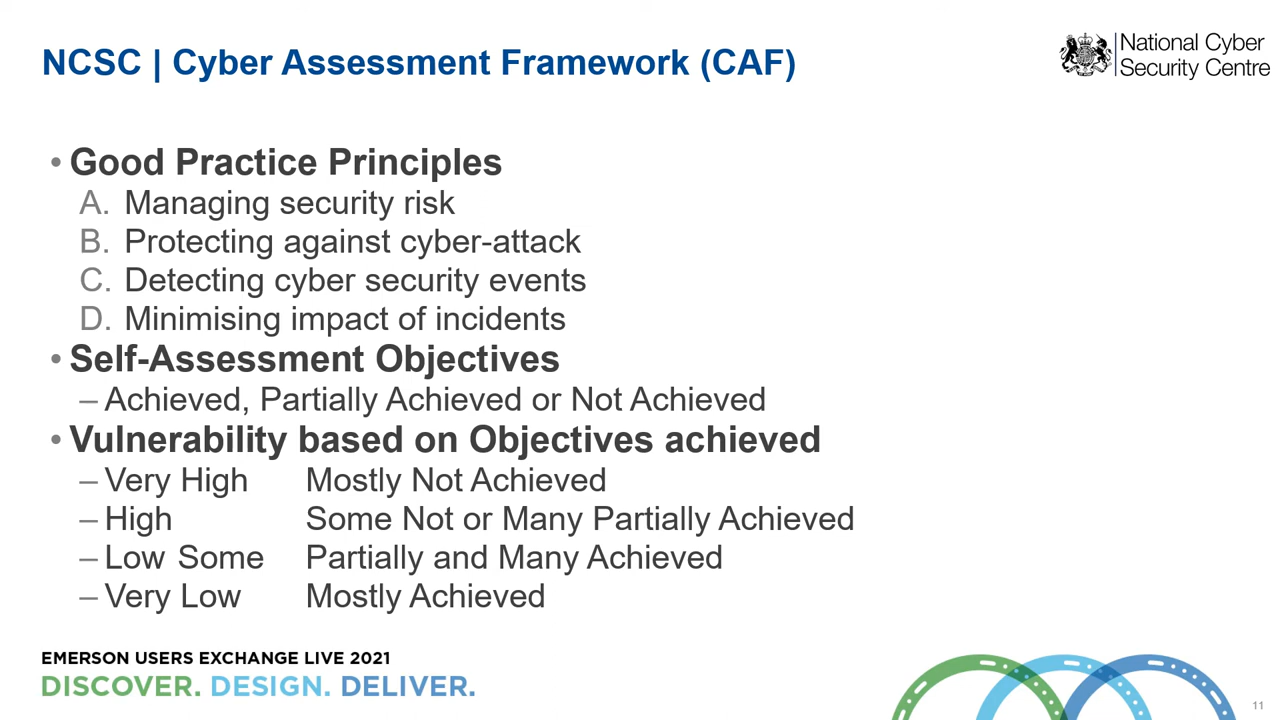 NCSC | Cyber Assessment Framework (CAF)
National Cyber
Security Centre
• Good Practice Principles
A. Managing security risk
B. Protecting against cyber-attack
C. Detecting cyber security events
D. Minimising impact of incidents
• Self-Assessment Objectives
– Achieved, Partially Achieved or Not Achieved
• Vulnerability based on Objectives achieved
– Very High Mostly Not Achieved
– High Some Not or Many Partially Achieved
– Low Some Partially and Many Achieved
– Very Low Mostly Achieved
EMERSON USERS EXCHANGE LIVE 2021
DISCOVER. DESIGN. DELIVER.
11